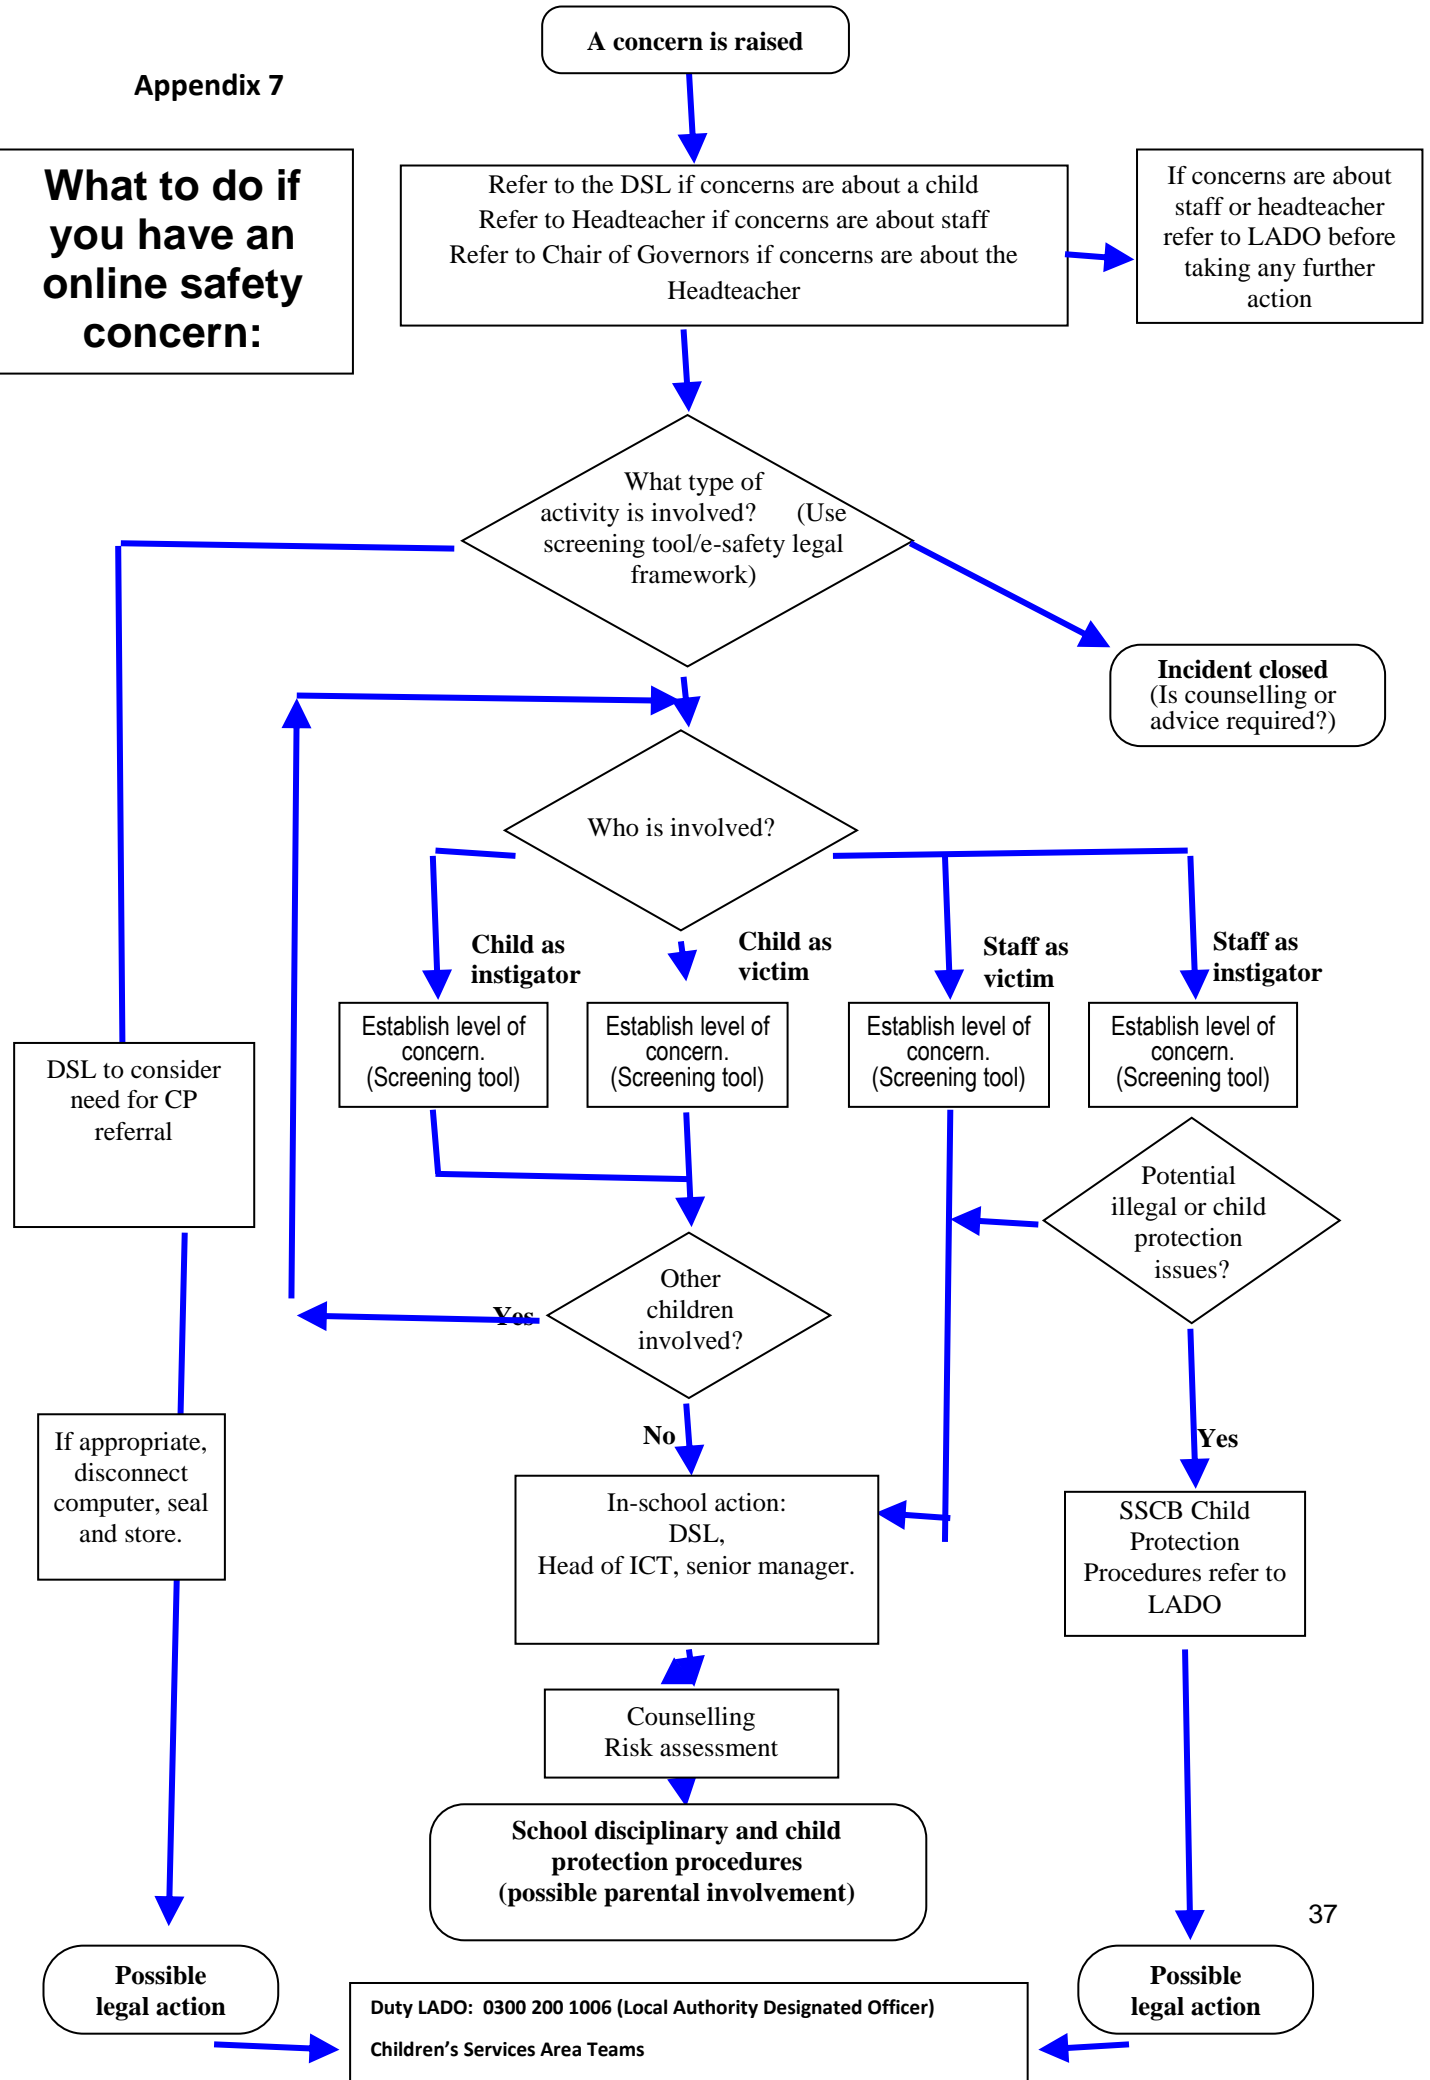 A concern is raised
Appendix 7
What to do if
you have an
online safety
concern:
Refer to the DSL if concerns are about a child
Refer to Headteacher if concerns are about staff
Refer to Chair of Governors if concerns are about the
Headteacher
If concerns are about
staff or headteacher
refer to LADO before
taking any further
action
What type of
activity is involved? (Use
screening tool/e-safety legal
framework)
Incident closed
(Is counselling or
advice required?)
Who is involved?
Child as
instigator
Child as
victim
Staff as
victim
Staff as
instigator
Establish level of
concern.
(Screening tool)
Establish level of
concern.
(Screening tool)
Establish level of
concern.
(Screening tool)
Establish level of
concern.
(Screening tool)
DSL to consider
need for CP
referral
Potential
illegal or child
protection
issues?
Other
children
involved?
Yes
No
Yes
If appropriate,
disconnect
computer, seal
and store.
In-school action:
DSL,
Head of ICT, senior manager.
SSCB Child
Protection
Procedures refer to
LADO
Counselling
Risk assessment
School disciplinary and child
protection procedures
(possible parental involvement)
37
Possible
legal action
Possible
legal action
Duty LADO: 0300 200 1006 (Local Authority Designated Officer)
Children's Services Area Teams